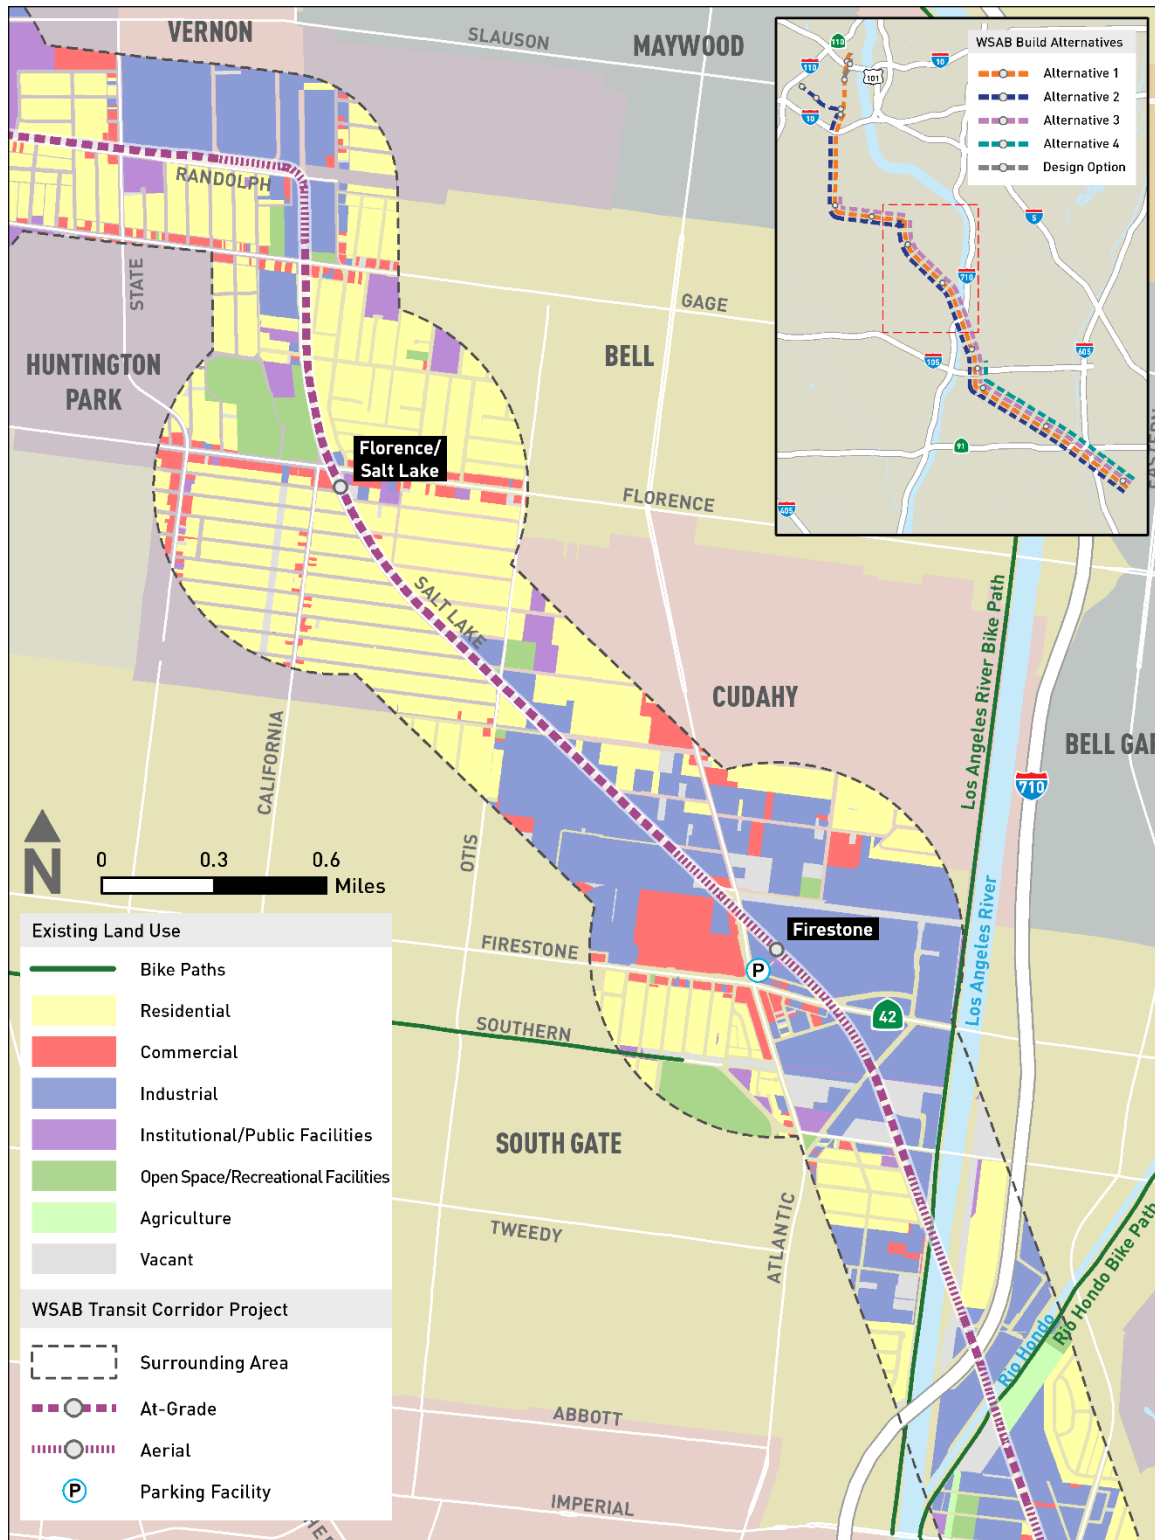 VERNON
SLAUSON
MAYWOOD
RANDOLPH
STATE
GAGE
HUNTINGTON
PARK
BELL
Florence/
Salt Lake
FLORENCE
SALT LAKE
CUDAHY
CALIFORNIA
OTIS
Los Angeles River Bike Path
Los Angeles River
710
BELL GAR
EASTERN
N
0 0.3 0.6
Miles
FIRESTONE
Firestone
P
42
SOUTHERN
SOUTH GATE
TWEEDY
ATLANTIC
Rio Hondo
Rio Hondo Bike Path
ABBOTT
IMPERIAL
WSAB Build Alternatives
Alternative 1
Alternative 2
Alternative 3
Alternative 4
Design Option
110
110
10
101
10
5
710
105
605
91
405
Existing Land Use
Bike Paths
Residential
Commercial
Industrial
Institutional/Public Facilities
Open Space/Recreational Facilities
Agriculture
Vacant
WSAB Transit Corridor Project
Surrounding Area
At-Grade
Aerial
P Parking Facility